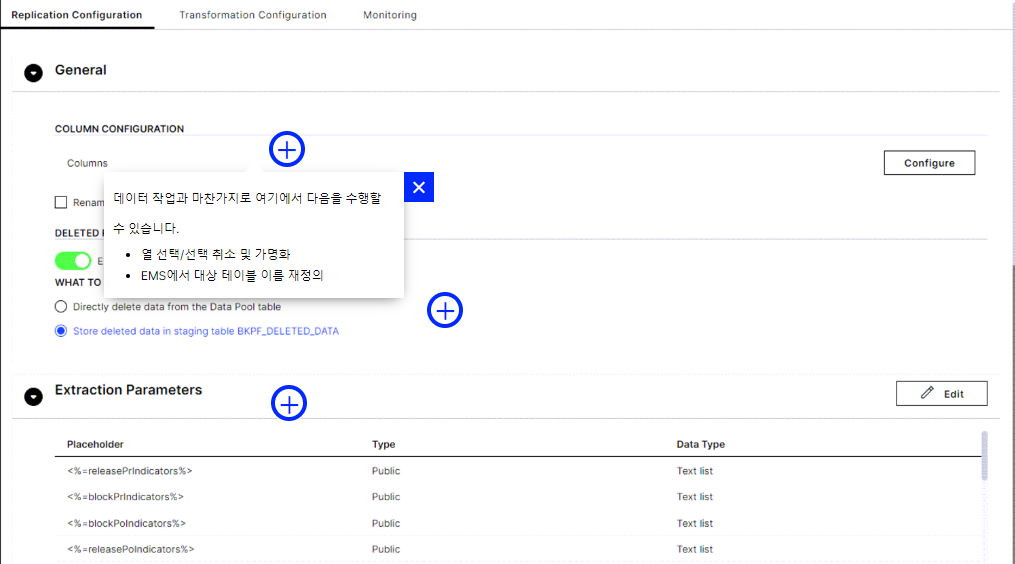 Replication Configuration Transformation Configuration Monitoring
General
COLUMN CONFIGURATION
Columns Configure
데이터 작업과 마찬가지로 여기에서 다음을 수행할
수 있습니다.
• 열 선택/선택 취소 및 가명화
• EMS에서 대상 테이블 이름 재정의
Renam
DELETED
E
WHAT TO
Directly delete data from the Data Pool table
Store deleted data in staging table BKPF_DELETED_DATA
Extraction Parameters Edit
Placeholder Type Data Type
<%=releasePrIndicators%> Public Text list
<%=blockPrIndicators%> Public Text list
<%=blockPoIndicators%> Public Text list
<%=releasePoIndicators%> Public Text list